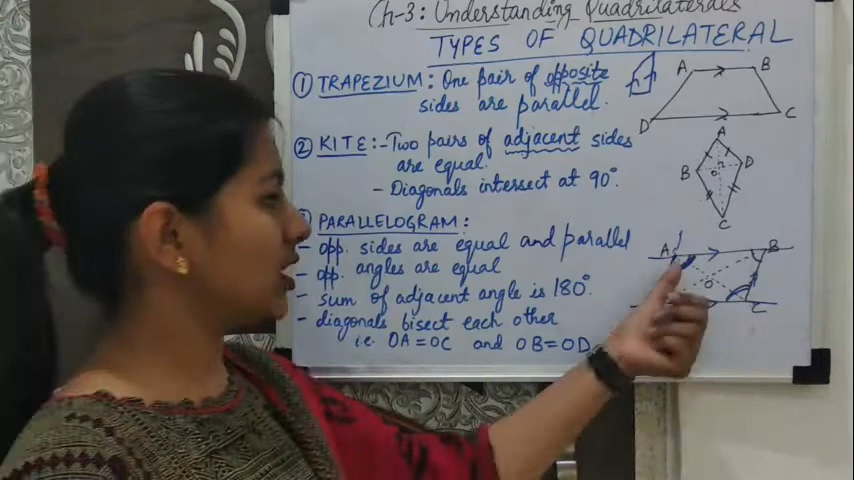 Ch-3: Understanding Quadrilaterals
TYPES OF QUADRILATERAL
① TRAPEZIUM: One pair of opposite
sides are parallel.
A B
D C
② KITE:- Two pairs of adjacent sides
are equal.
- Diagonals intersect at 90°.
A
B D
O
C
PARALLELOGRAM:
- opp. sides are equal and parallel
- opp. angles are equal
- sum of adjacent angle is 180°.
- diagonals bisect each other
i.e. OA = OC and OB = OD
A B
O
C